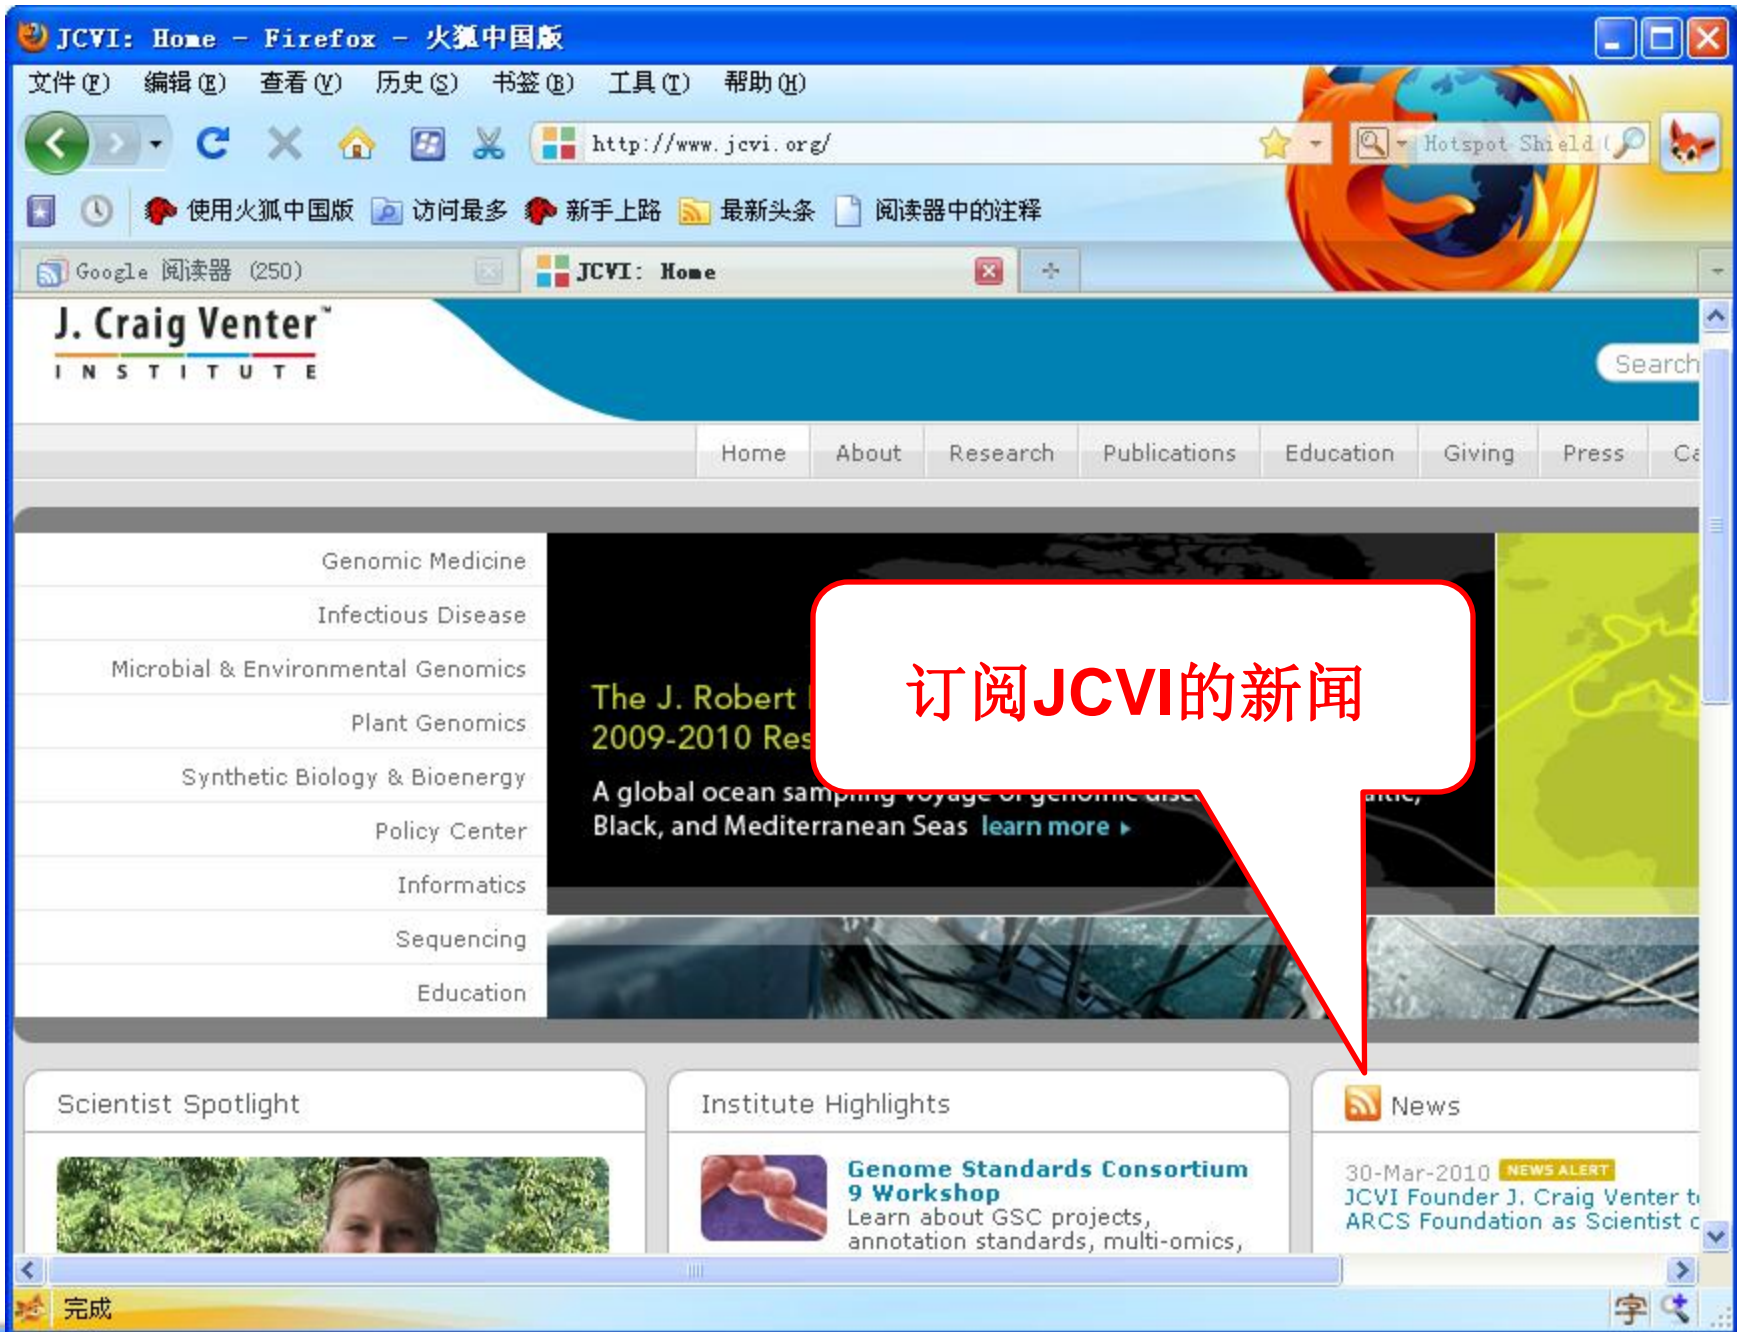 JCVI: Home - Firefox - 火狐中国版
文件(F) 编辑(E) 查看(V) 历史(S) 书签(B) 工具(T) 帮助(H)
http://www.jcvi.org/
Hotspot Shield (
使用火狐中国版 访问最多 新手上路 最新头条 阅读器中的注释
Google 阅读器 (250)
JCVI: Home
J. Craig Venter™
INSTITUTE
Search
Home About Research Publications Education Giving Press Ca
Genomic Medicine
Infectious Disease
Microbial & Environmental Genomics
Plant Genomics
Synthetic Biology & Bioenergy
Policy Center
Informatics
Sequencing
Education
订阅JCVI的新闻
The J. Robert
2009-2010 Res
A global ocean sampling voyage of genomic
Black, and Mediterranean Seas learn more
Scientist Spotlight
Institute Highlights
Genome Standards Consortium
9 Workshop
Learn about GSC projects,
annotation standards, multi-omics,
News
30-Mar-2010 NEWS ALERT
JCVI Founder J. Craig Venter t
ARCS Foundation as Scientist
完成
字